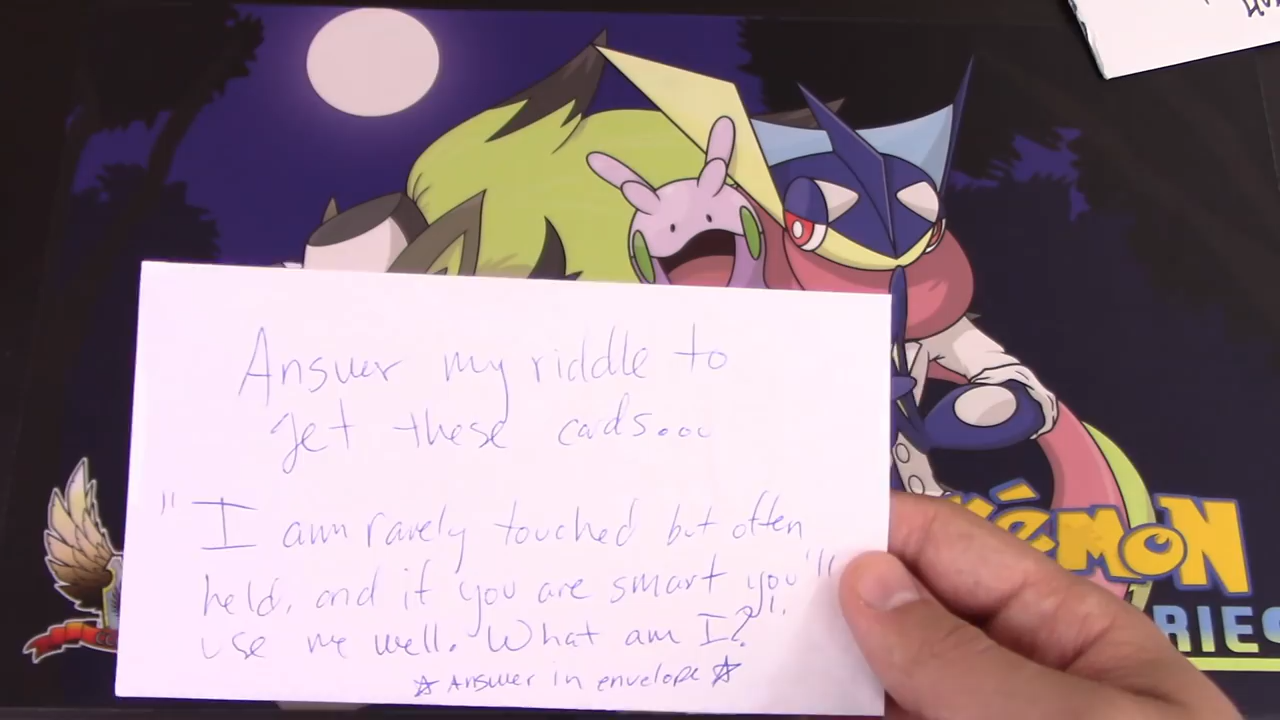 Answer my riddle to
get these cards...
"I am rarely touched but often
held, and if you are smart you'll
use me well. What am I?".
☆ Answer in envelope ☆
POKÉMON
RIES